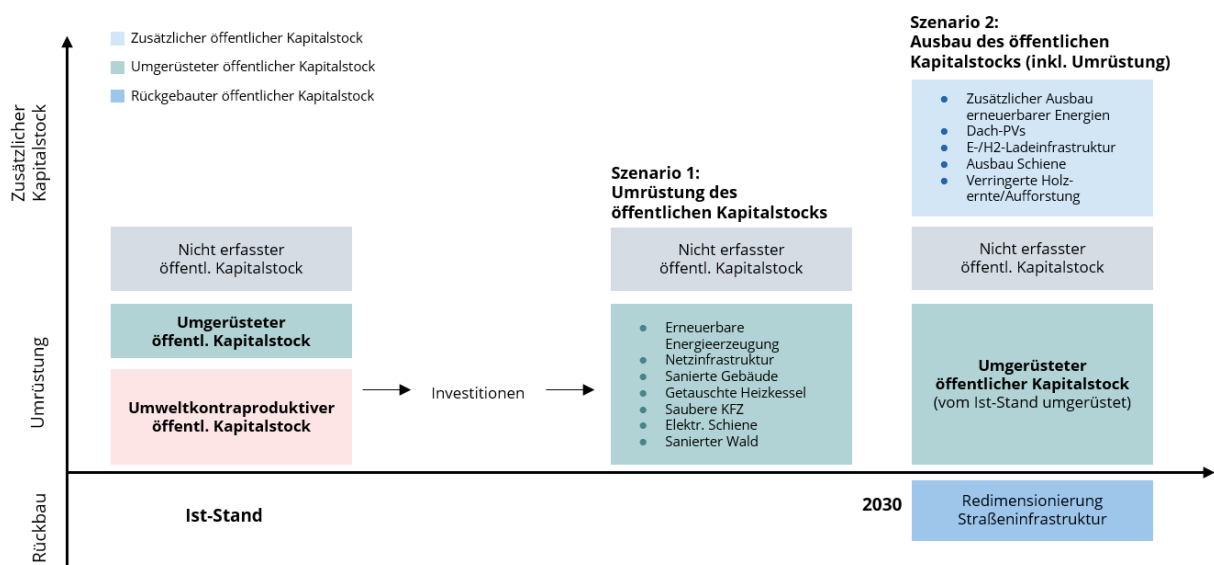 Zusätzlicher öffentlicher Kapitalstock
Umgerüsteter öffentlicher Kapitalstock
Rückgebauter öffentlicher Kapitalstock
Zusätzlicher
Kapitalstock
Umrüstung
Rückbau
Nicht erfasster
öffentl. Kapitalstock
Umgerüsteter
öffentl. Kapitalstock
Umweltkontraproduktiver
öffentl. Kapitalstock
Ist-Stand
Investitionen
Szenario 1:
Umrüstung des
öffentlichen Kapitalstocks
Nicht erfasster
öffentl. Kapitalstock
Erneuerbare
Energieerzeugung
Netzinfrastruktur
Sanierte Gebäude
Getauschte Heizkessel
Saubere KFZ
Elektr. Schiene
Sanierter Wald
2030
Szenario 2:
Ausbau des öffentlichen
Kapitalstocks (inkl. Umrüstung)
Zusätzlicher Ausbau
erneuerbarer Energien
Dach-PVs
E-/H2-Ladeinfrastruktur
Ausbau Schiene
Verringerte Holz-
ernte/Aufforstung
Nicht erfasster
öffentl. Kapitalstock
Umgerüsteter
öffentlicher Kapitalstock
(vom Ist-Stand umgerüstet)
Redimensionierung
Straßeninfrastruktur